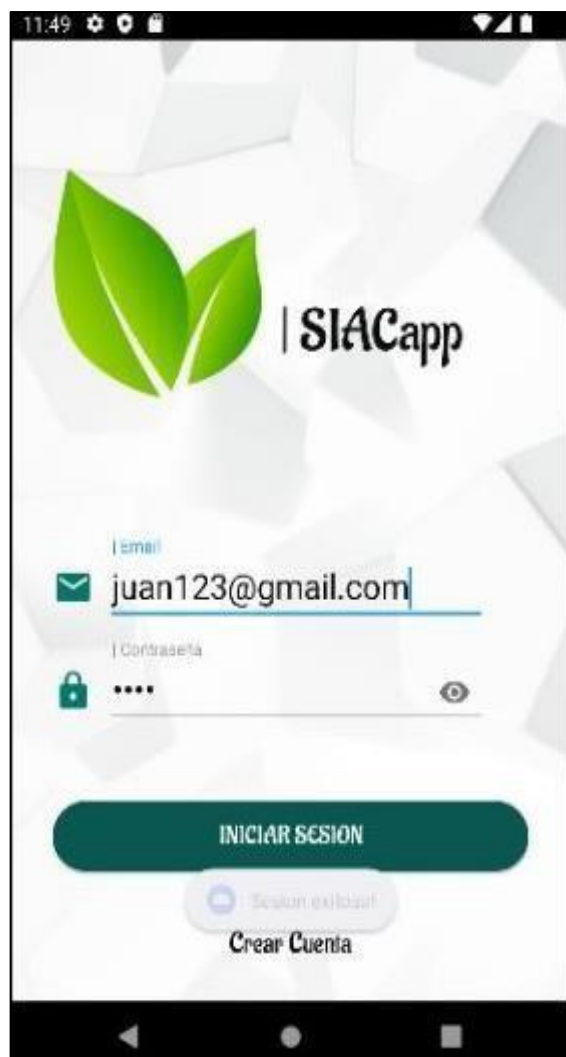 11:49
| SIACapp
| Email
juan123@gmail.com
| Contraseña
••••
INICIAR SESION
Sesion exitosa!
Crear Cuenta